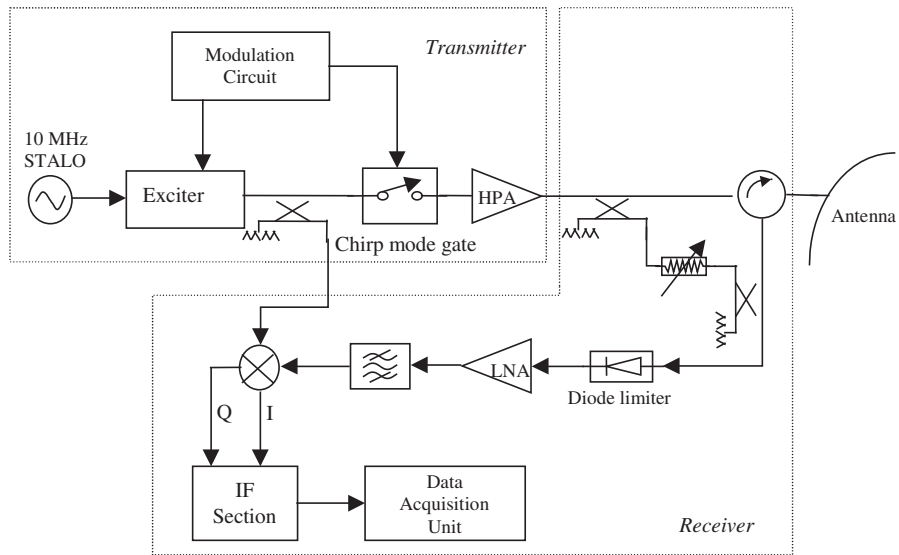 Transmitter
Modulation
Circuit
10 MHz
STALO
Exciter
HPA
Chirp mode gate
Antenna
LNA
Diode limiter
Q
I
IF
Section
Data
Acquisition
Unit
Receiver